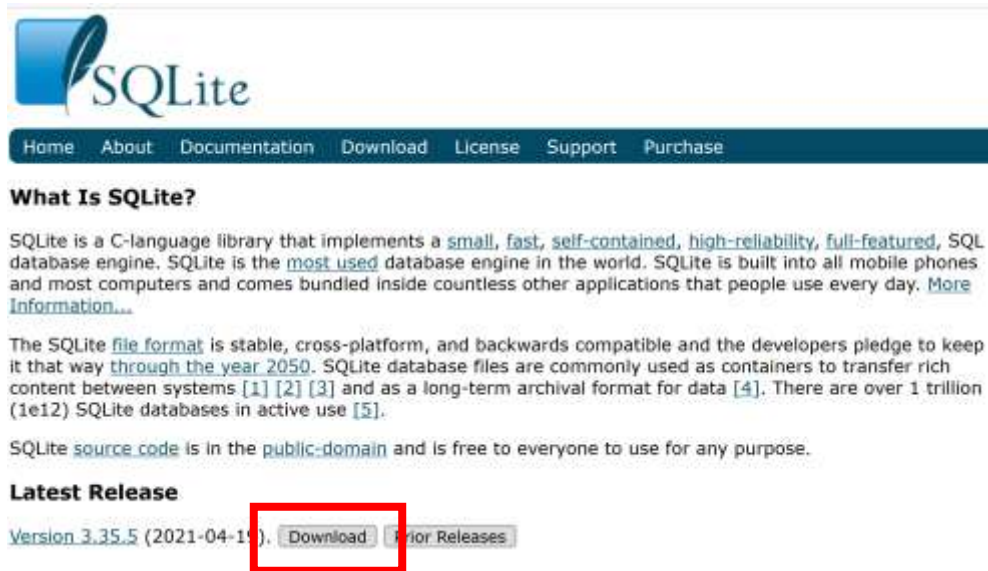 SQLite
Home About Documentation Download License Support Purchase
What Is SQLite?
SQLite is a C-language library that implements a small, fast, self-contained, high-reliability, full-featured, SQL
database engine. SQLite is the most used database engine in the world. SQLite is built into all mobile phones
and most computers and comes bundled inside countless other applications that people use every day. More
Information...
The SQLite file format is stable, cross-platform, and backwards compatible and the developers pledge to keep
it that way through the year 2050. SQLite database files are commonly used as containers to transfer rich
content between systems [1] [2] [3] and as a long-term archival format for data [4]. There are over 1 trillion
(1e12) SQLite databases in active use [5].
SQLite source code is in the public-domain and is free to everyone to use for any purpose.
Latest Release
Version 3.35.5 (2021-04-19). Download Prior Releases